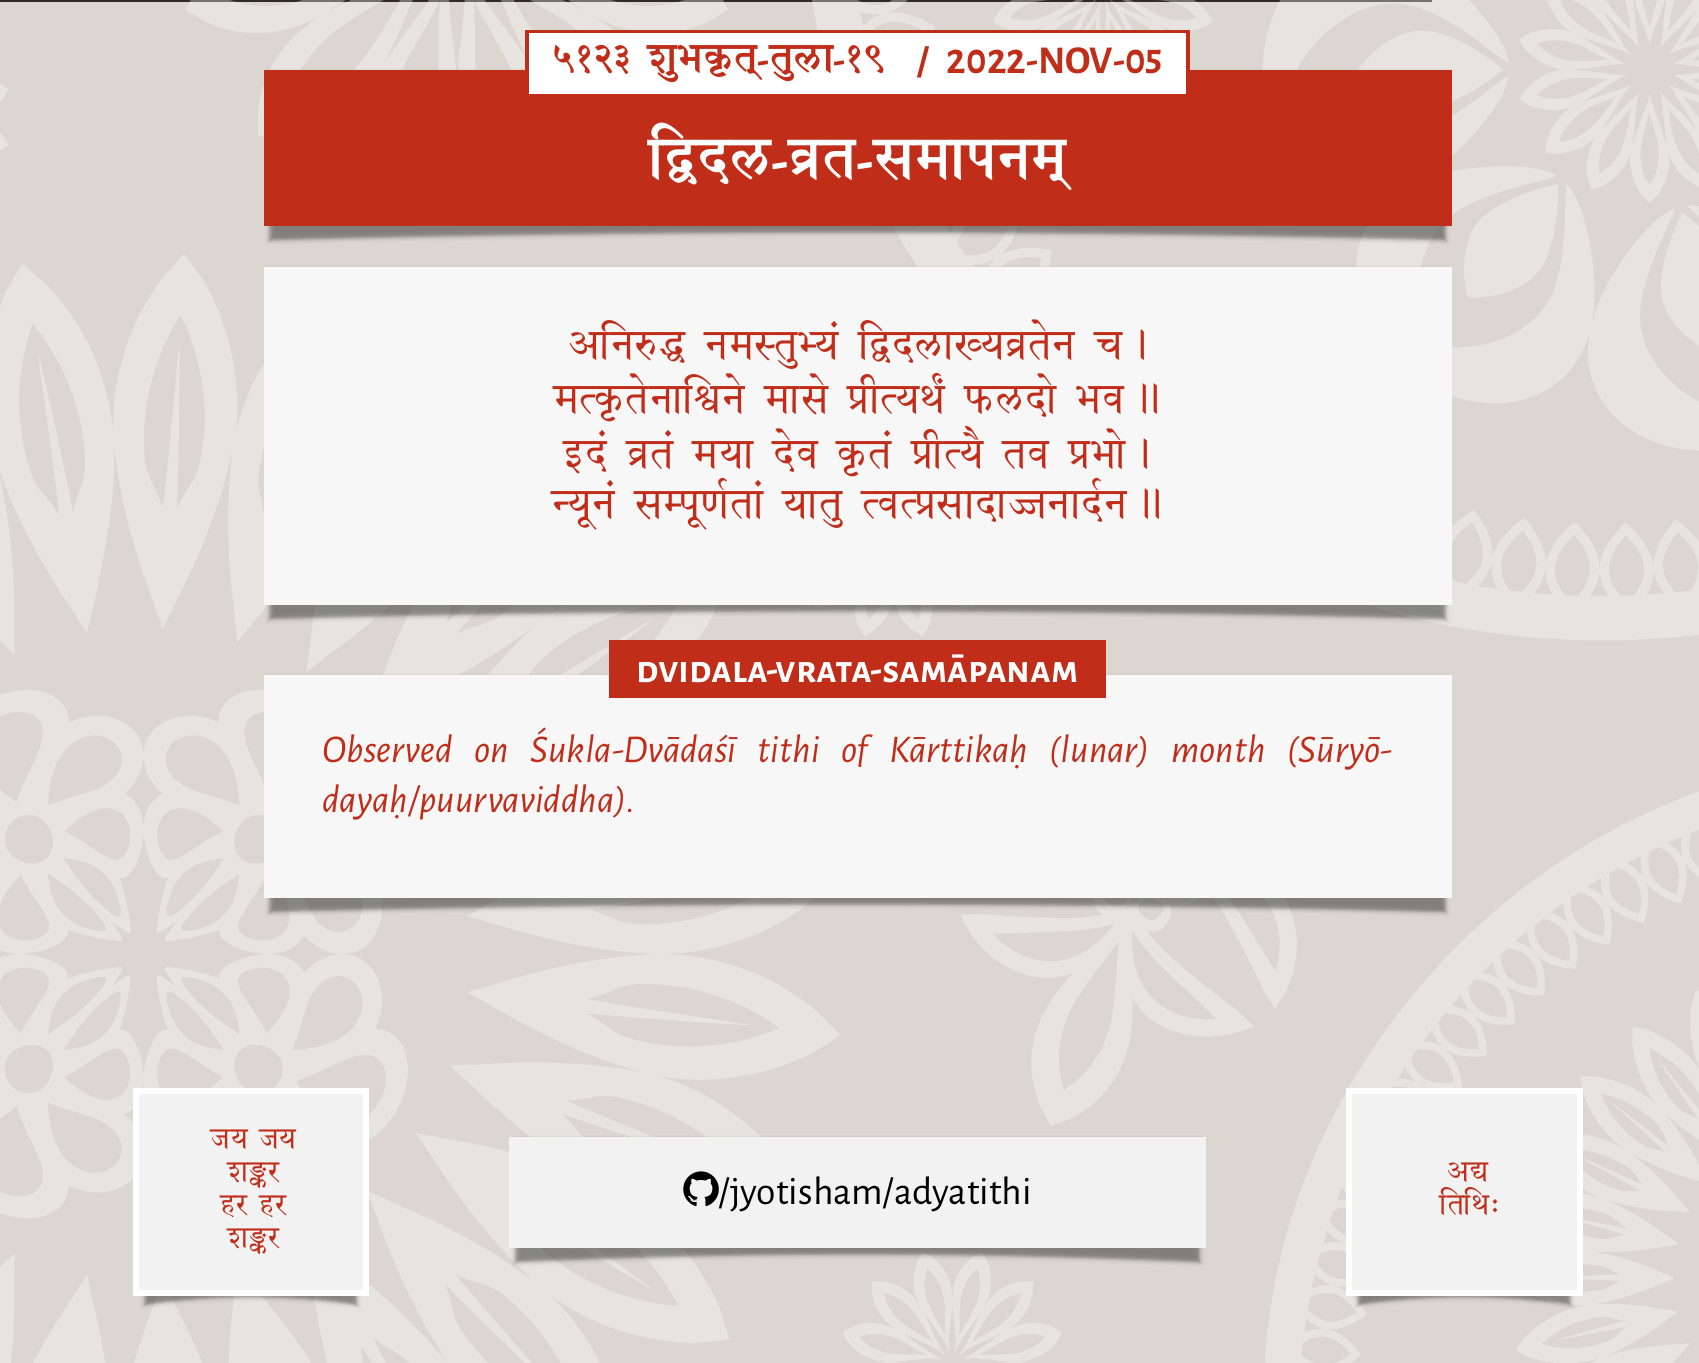 ५१२३ शुभकृत्-तुला-१९ / 2022-NOV-05
द्विदल-व्रत-समापनम्
अनिरुद्ध नमस्तुभ्यं द्विदलाख्यव्रतेन च।
मत्कृतेनाश्विने मासे प्रीत्यर्थं फलदो भव॥
इदं व्रतं मया देव कृतं प्रीत्यै तव प्रभो।
न्यूनं सम्पूर्णतां यातु त्वत्प्रसादाज्जनार्दन॥
DVIDALA-VRATA-SAMĀPANAM
Observed on Śukla-Dvādaśī tithi of Kārttikaḥ (lunar) month (Sūryō-
dayaḥ/puurvaviddha).
जय जय
शङ्कर
हर हर
शङ्कर
/jyotisham/adyatithi
अद्य
तिथिः